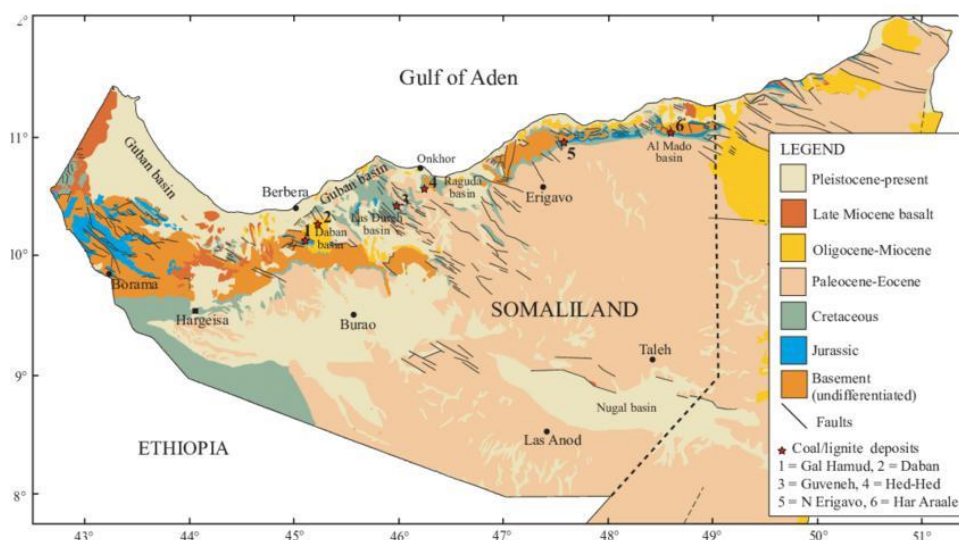 2°
11°
10°
9°
8°
Gulf of Aden
Guban basin
Berbera
Guban basin
Onkhor
4 Raguda
basin
3
Las Dureh
basin
2
1 Daban
basin
5
6
Al Mado
basin
Erigavo
Borama
Hargeisa
Burao
SOMALILAND
Taleh
Nugal basin
Las Anod
ETHIOPIA
43°
44°
45°
46°
47°
48°
49°
50°
51°
LEGEND
Pleistocene-present
Late Miocene basalt
Oligocene-Miocene
Paleocene-Eocene
Cretaceous
Jurassic
Basement
(undifferentiated)
Faults
Coal/lignite deposits
1 = Gal Hamud, 2 = Daban
3 = Guveneh, 4 = Hed-Hed
5 = N Erigavo, 6 = Har Araale